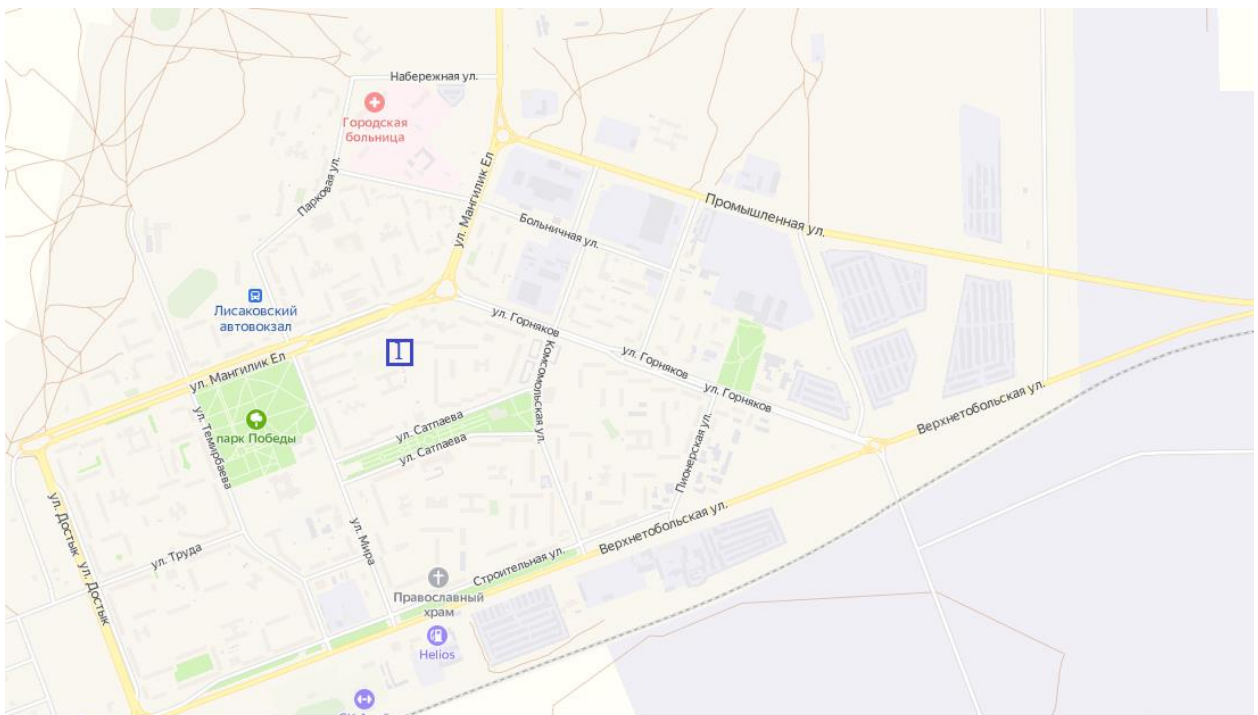 Набережная ул.
Городская
больница
Парковая ул.
ул. Мангилик Ел
Промышленная ул.
Больничная ул.
Лисаковский
автовокзал
ул. Горняков
Комсомольская ул.
ул. Горняков
ул. Мангилик Ел
1
ул. Горняков
Верхнетобольская ул.
парк Победы
ул. Темирбаева
ул. Сатпаева
ул. Сатпаева
Пионерская ул.
ул. Достык
ул. Достык
ул. Труда
ул. Мира
Верхнетобольская ул.
Строительная ул.
Православный
храм
Helios